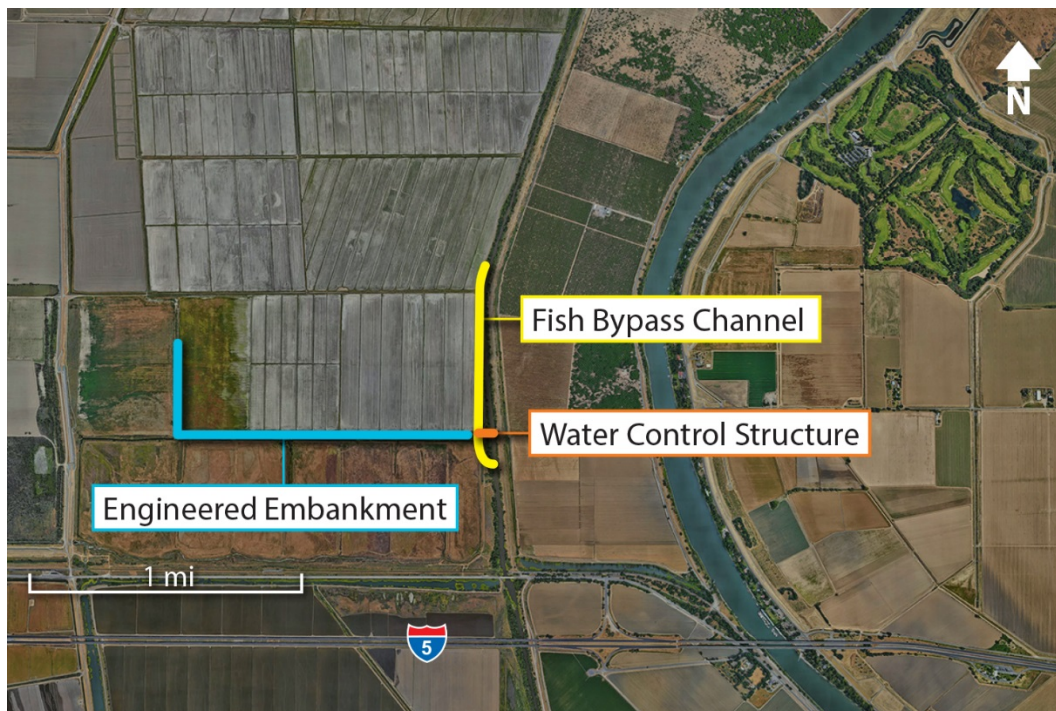 N
Fish Bypass Channel
Water Control Structure
Engineered Embankment
1 mi
5